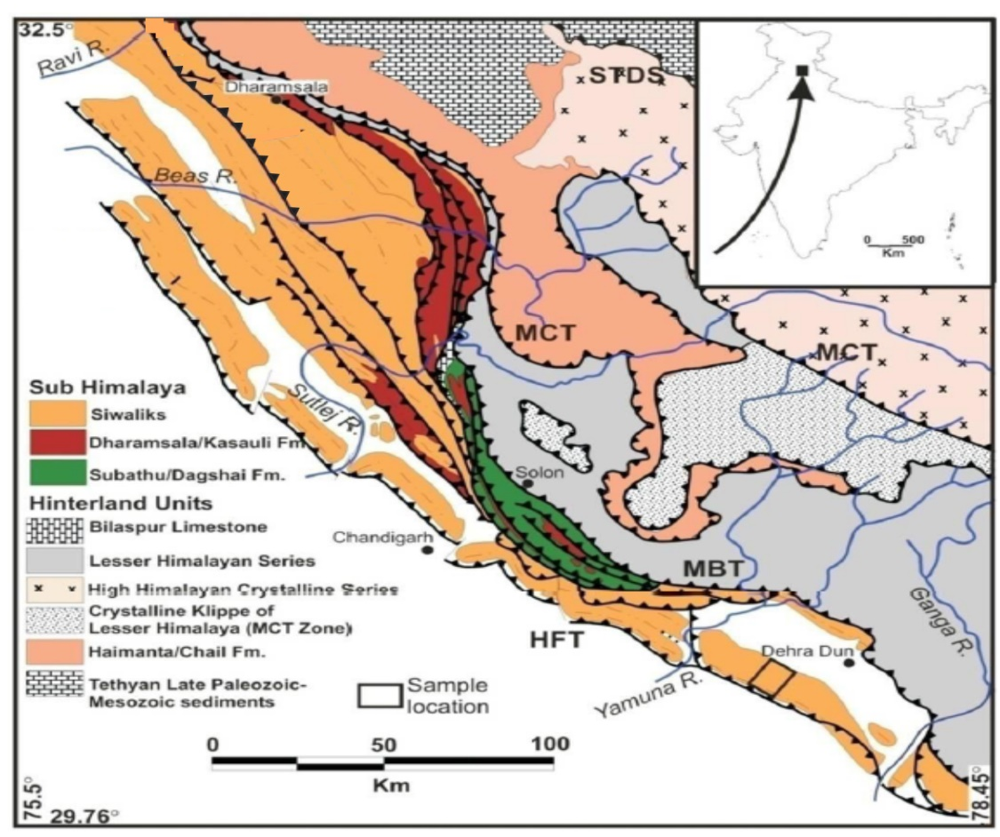 32.5°
Ravi R.
STDS
Dharamsala
Beas R.
0 500
Km
MCT
MCT
Sub Himalaya
Siwaliks
Dharamsala/Kasauli Fm
Subathu/Dagshai Fm.
Sutlej R.
Solon
Hinterland Units
Bilaspur Limestone
Chandigarh
Lesser Himalayan Series
MBT
High Himalayan Crystalline Series
Crystalline Klippe of
Lesser Himalaya (MCT Zone)
Ganga R.
HFT
Haimanta/Chail Fm.
Dehra Dun
Tethyan Late Paleozoic-
Mesozoic sediments
Sample
location
Yamuna R.
0 50 100
Km
75.5°
29.76°
78.45°